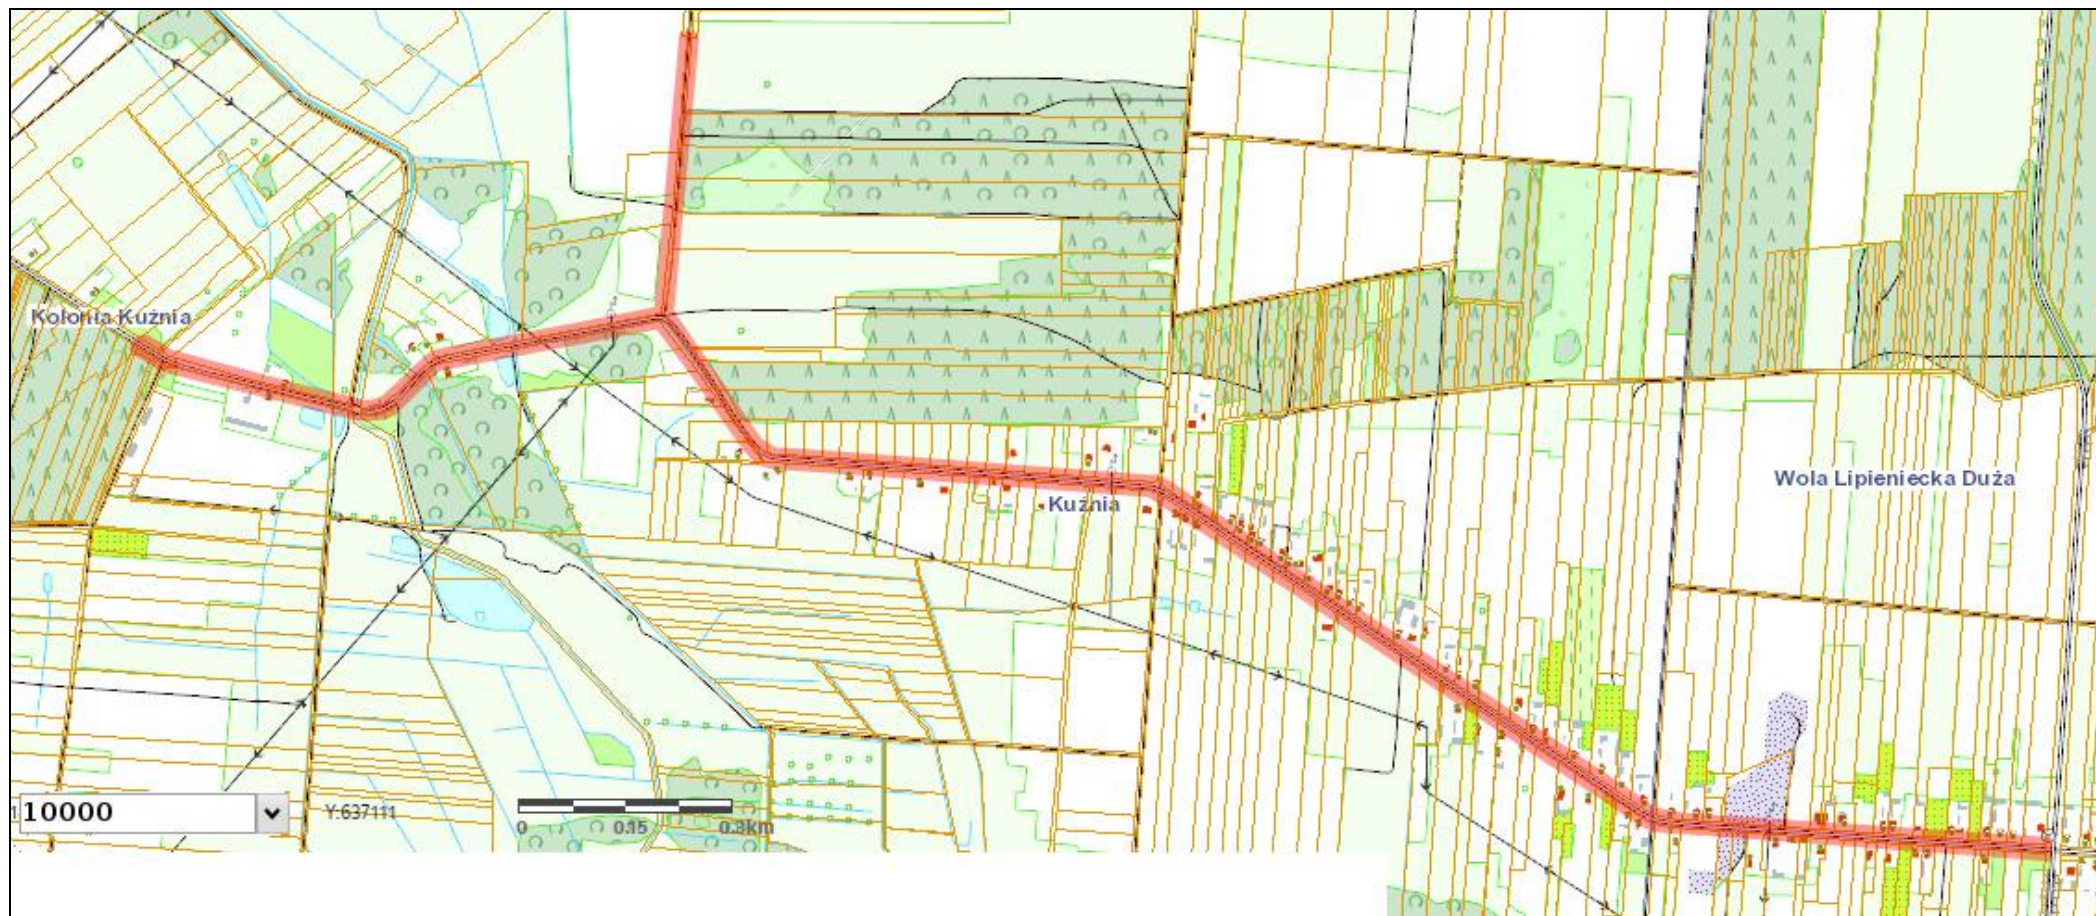 Kolonia Kuźnia
Wola Lipieniecka Duża
Kuźnia
10000
Y:637111
0 0.15 0.3km